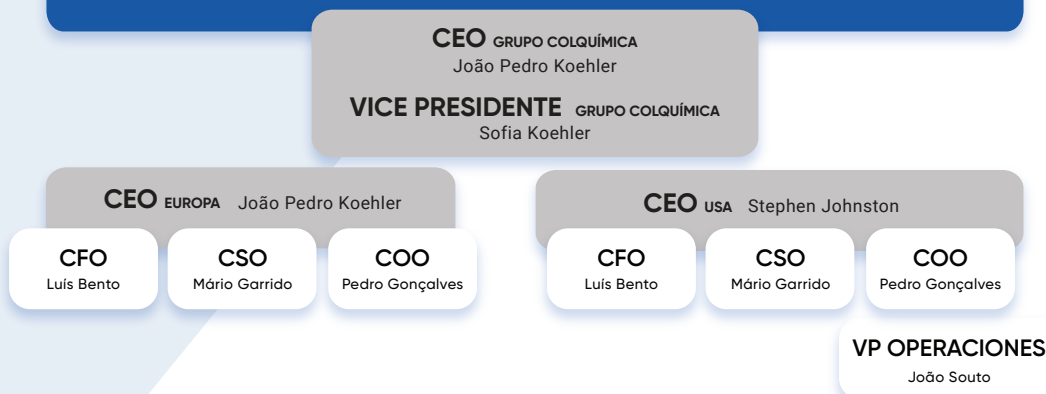 CEO GRUPO COLQUÍMICA
João Pedro Koehler
VICE PRESIDENTE GRUPO COLQUÍMICA
Sofia Koehler
CEO EUROPA João Pedro Koehler
CFO
Luís Bento
CSO
Mário Garrido
COO
Pedro Gonçalves
CEO USA Stephen Johnston
CFO
Luís Bento
CSO
Mário Garrido
COO
Pedro Gonçalves
VP OPERACIONES
João Souto